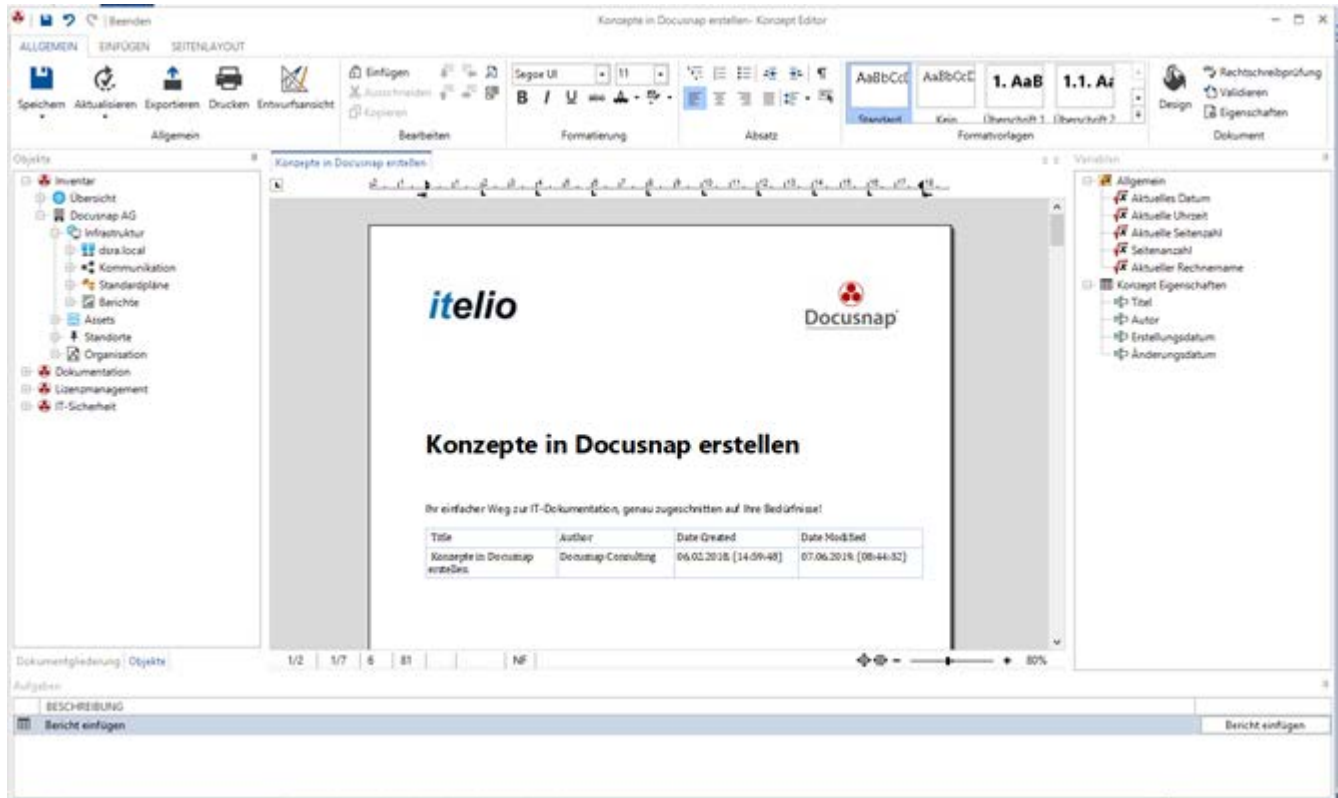 Beenden
Konzepte in Docusnap erstellen- Konzept Editor
ALLGEMEIN EINFÜGEN SEITENLAYOUT
Speichern Aktualisieren Exportieren Drucken Entwurfsansicht
Allgemein
Einfügen
Ausschneiden
Kopieren
Bearbeiten
Segoe UI 11
B I U abc A
Formatierung
Absatz
AaBbCcD AaBbCcD 1. AaB 1.1. Aa
Standard Kein Überschrift 1 Überschrift 2
Formatvorlagen
Design
Rechtschreibprüfung
Validieren
Eigenschaften
Dokument
Objekte
Inventar
Übersicht
Docusnap AG
Infrastruktur
dsra.local
Kommunikation
Standardpläne
Berichte
Assets
Standorte
Organisation
Dokumentation
Lizenzmanagement
IT-Sicherheit
Dokumentgliederung Objekte
Konzepte in Docusnap erstellen
itelio
Docusnap
Konzepte in Docusnap erstellen
Ihr einfacher Weg zur IT-Dokumentation, genau zugeschnitten auf Ihre Bedürfnisse!
Title Author Date Created Date Modified
Konzepte in Docusnap Docusnap Consulting 06.02.2018 [14:59:48] 07.06.2019 [08:44:32]
erstellen
1/2 1/7 6 81 NF 80%
Variablen
Allgemein
Aktuelles Datum
Aktuelle Uhrzeit
Aktuelle Seitenzahl
Seitenanzahl
Aktueller Rechnername
Konzept Eigenschaften
Titel
Autor
Erstellungsdatum
Änderungsdatum
Aufgaben
BESCHREIBUNG
Bericht einfügen Bericht einfügen